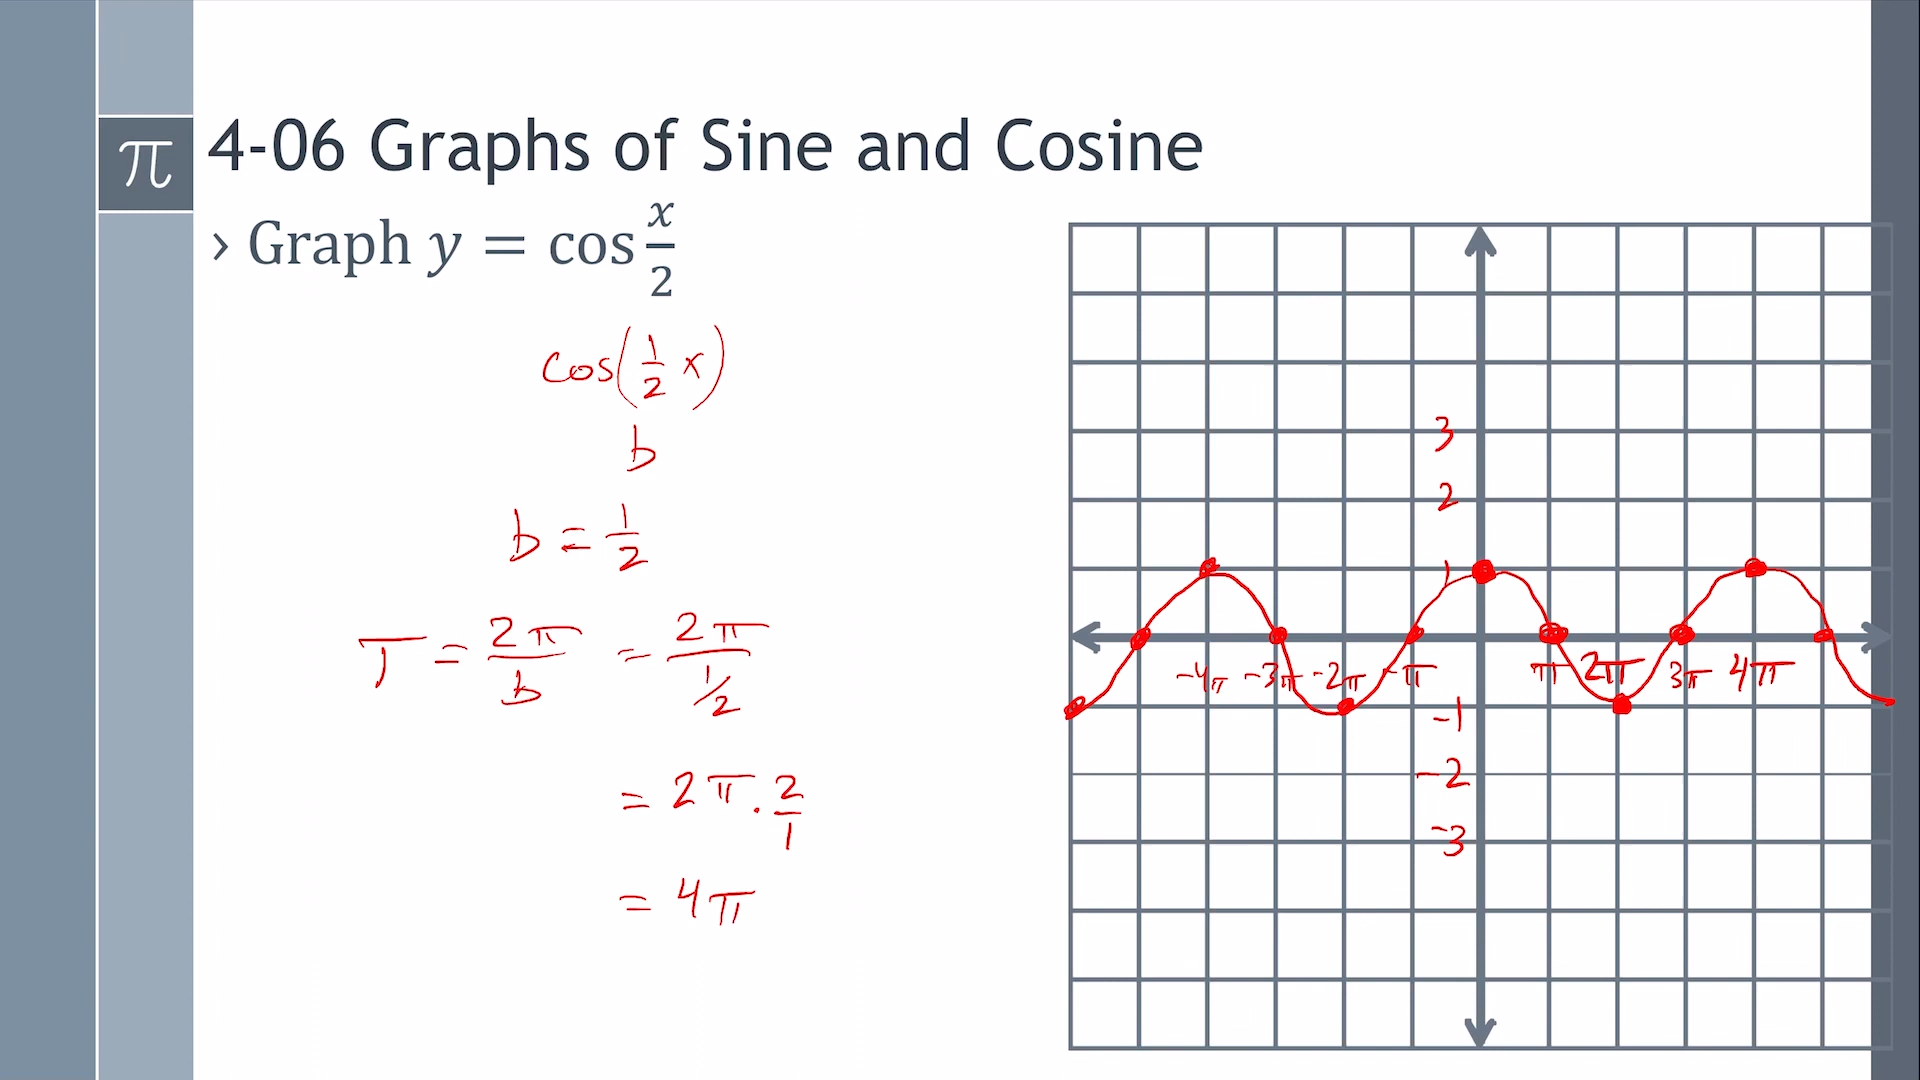 π
4-06 Graphs of Sine and Cosine
› Graph y = cos x/2
cos(1/2 x)
b
b = 1/2
T = 2π/b = 2π/(1/2)
= 2π · 2/1
= 4π
3
2
1
-4π -3π -2π -π π 2π 3π 4π
-1
-2
-3